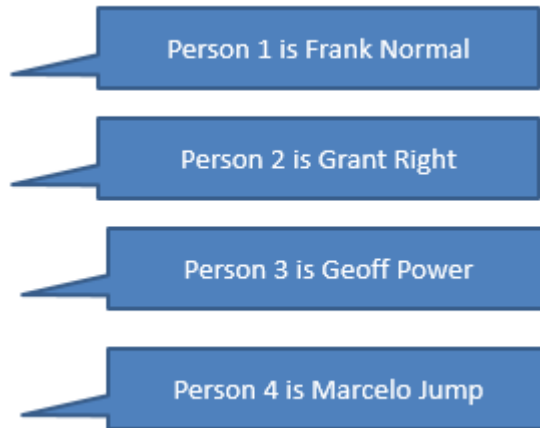 Person 1 is Frank Normal
Person 2 is Grant Right
Person 3 is Geoff Power
Person 4 is Marcelo Jump